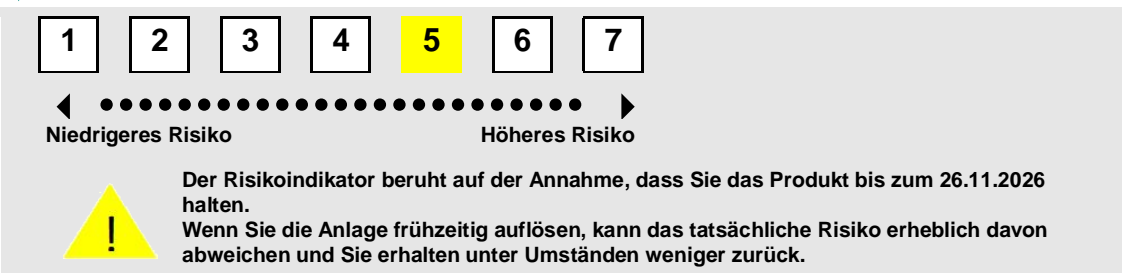 1 2 3 4 5 6 7
Niedrigeres Risiko Höheres Risiko
! Der Risikoindikator beruht auf der Annahme, dass Sie das Produkt bis zum 26.11.2026
halten.
Wenn Sie die Anlage frühzeitig auflösen, kann das tatsächliche Risiko erheblich davon
abweichen und Sie erhalten unter Umständen weniger zurück.